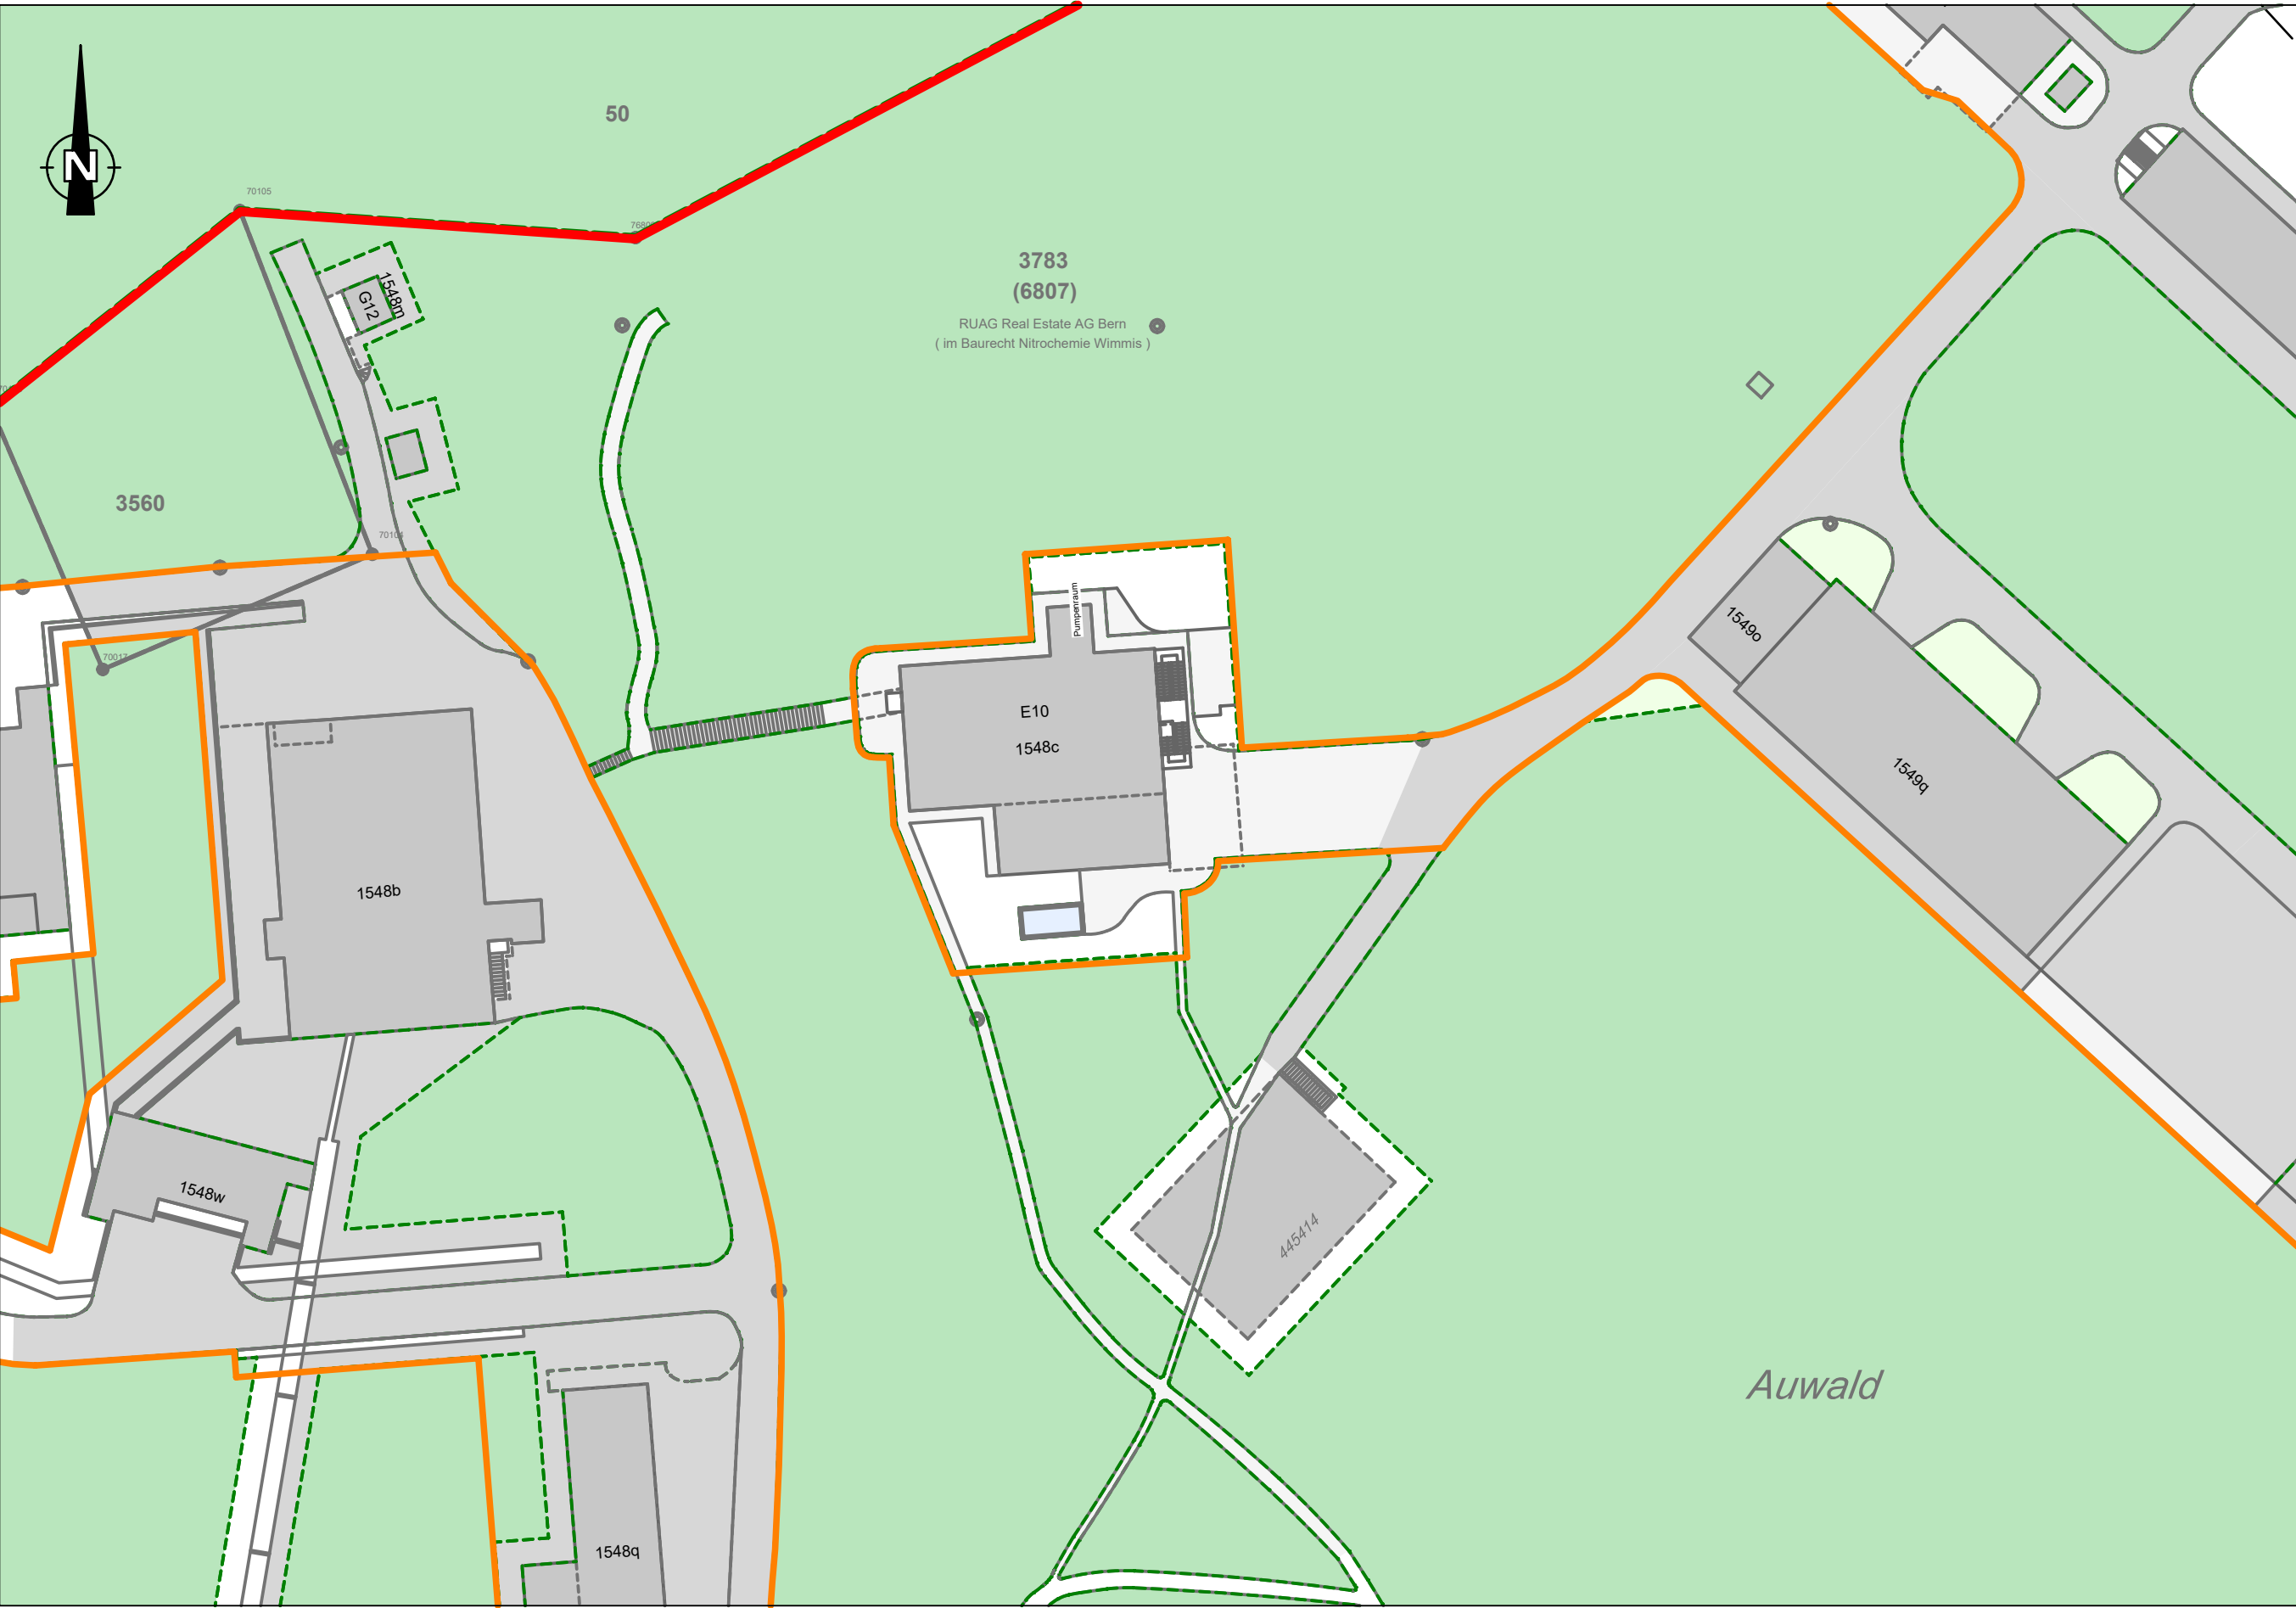 50
N
70105
3783
(6807)
RUAG Real Estate AG Bern
( im Baurecht Nitrochemie Wimmis )
1548m
G12
3560
Pumpenraum
1549o
E10
1548c
1549q
1548b
1548w
445414
Auwald
1548q